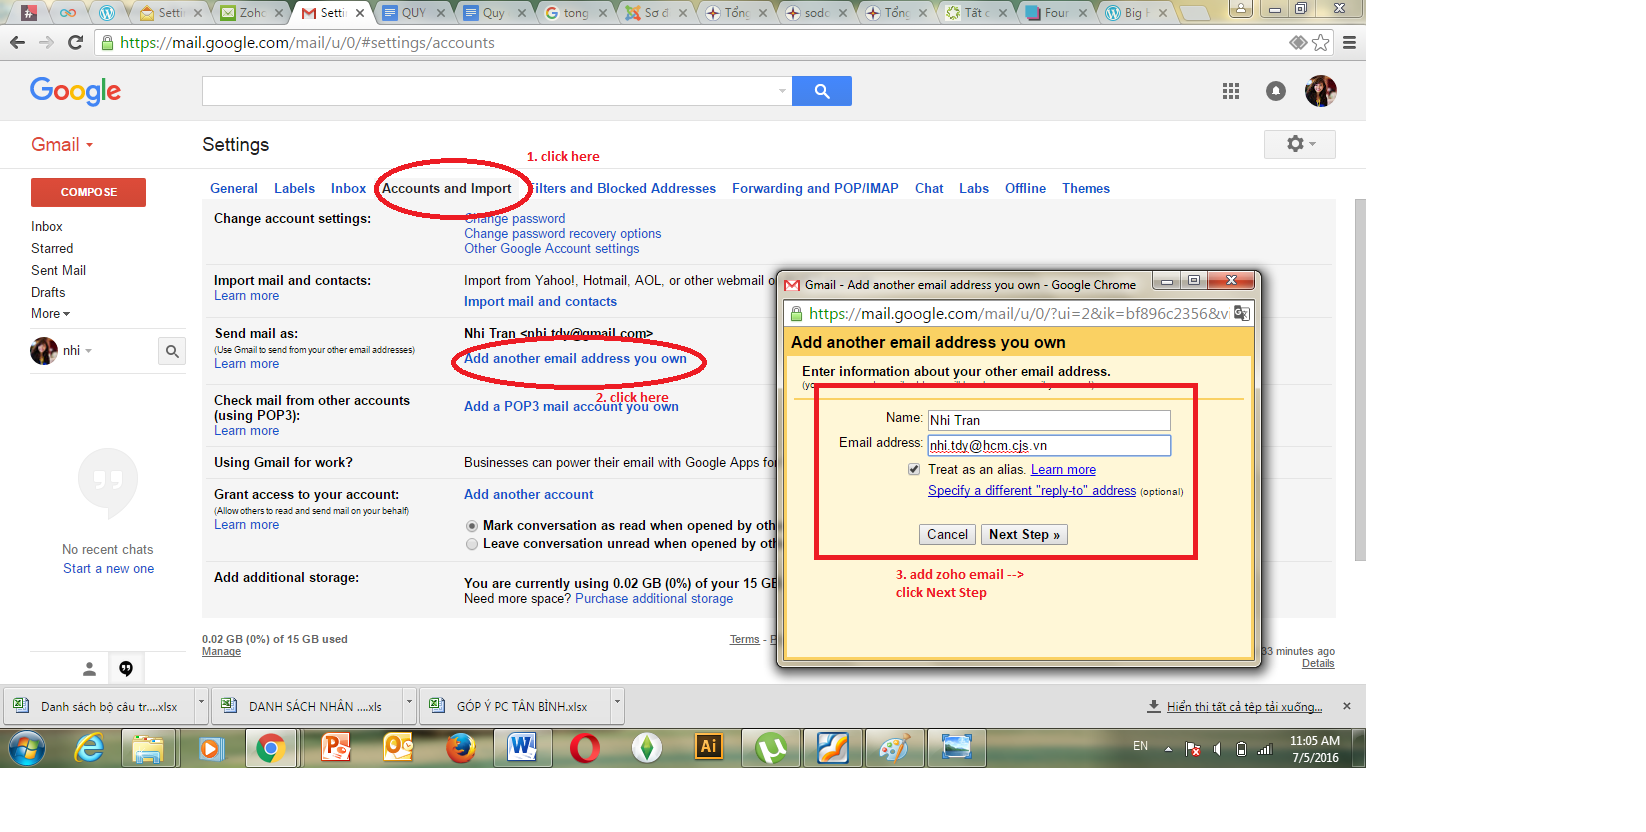 Settin
Zoho
Settin
QUY
Quy
tong
Sơ đ
Tổng
sodo
Tổng
Tất c
Four
Big H
https://mail.google.com/mail/u/0/#settings/accounts
Google
Gmail
Settings
1. click here
COMPOSE
General Labels Inbox Accounts and Import Filters and Blocked Addresses Forwarding and POP/IMAP Chat Labs Offline Themes
Inbox
Starred
Sent Mail
Drafts
More
nhi
No recent chats
Start a new one
Change account settings:
Change password
Change password recovery options
Other Google Account settings
Import mail and contacts:
Learn more
Import from Yahoo!, Hotmail, AOL, or other webmail o
Import mail and contacts
Send mail as:
(Use Gmail to send from your other email addresses)
Learn more
Nhi Tran <nhi.tdy@gmail.com>
Add another email address you own
2. click here
Check mail from other accounts
(using POP3):
Learn more
Add a POP3 mail account you own
Using Gmail for work?
Businesses can power their email with Google Apps for
Grant access to your account:
(Allow others to read and send mail on your behalf)
Learn more
Add another account
Mark conversation as read when opened by oth
Leave conversation unread when opened by oth
Add additional storage:
You are currently using 0.02 GB (0%) of your 15 GB
Need more space? Purchase additional storage
0.02 GB (0%) of 15 GB used
Manage
Terms - P
33 minutes ago
Details
Gmail - Add another email address you own - Google Chrome
https://mail.google.com/mail/u/0/?ui=2&ik=bf896c2356&vi
Add another email address you own
Enter information about your other email address.
Name: Nhi Tran
Email address: nhi.tdy@hcm.cjs.vn
Treat as an alias. Learn more
Specify a different "reply-to" address (optional)
Cancel Next Step »
3. add zoho email -->
click Next Step
Danh sách bộ câu tr....xlsx
DANH SÁCH NHÂN ....xls
GÓP Ý PC TÂN BÌNH.xlsx
Hiển thị tất cả tệp tải xuống...
EN
11:05 AM
7/5/2016